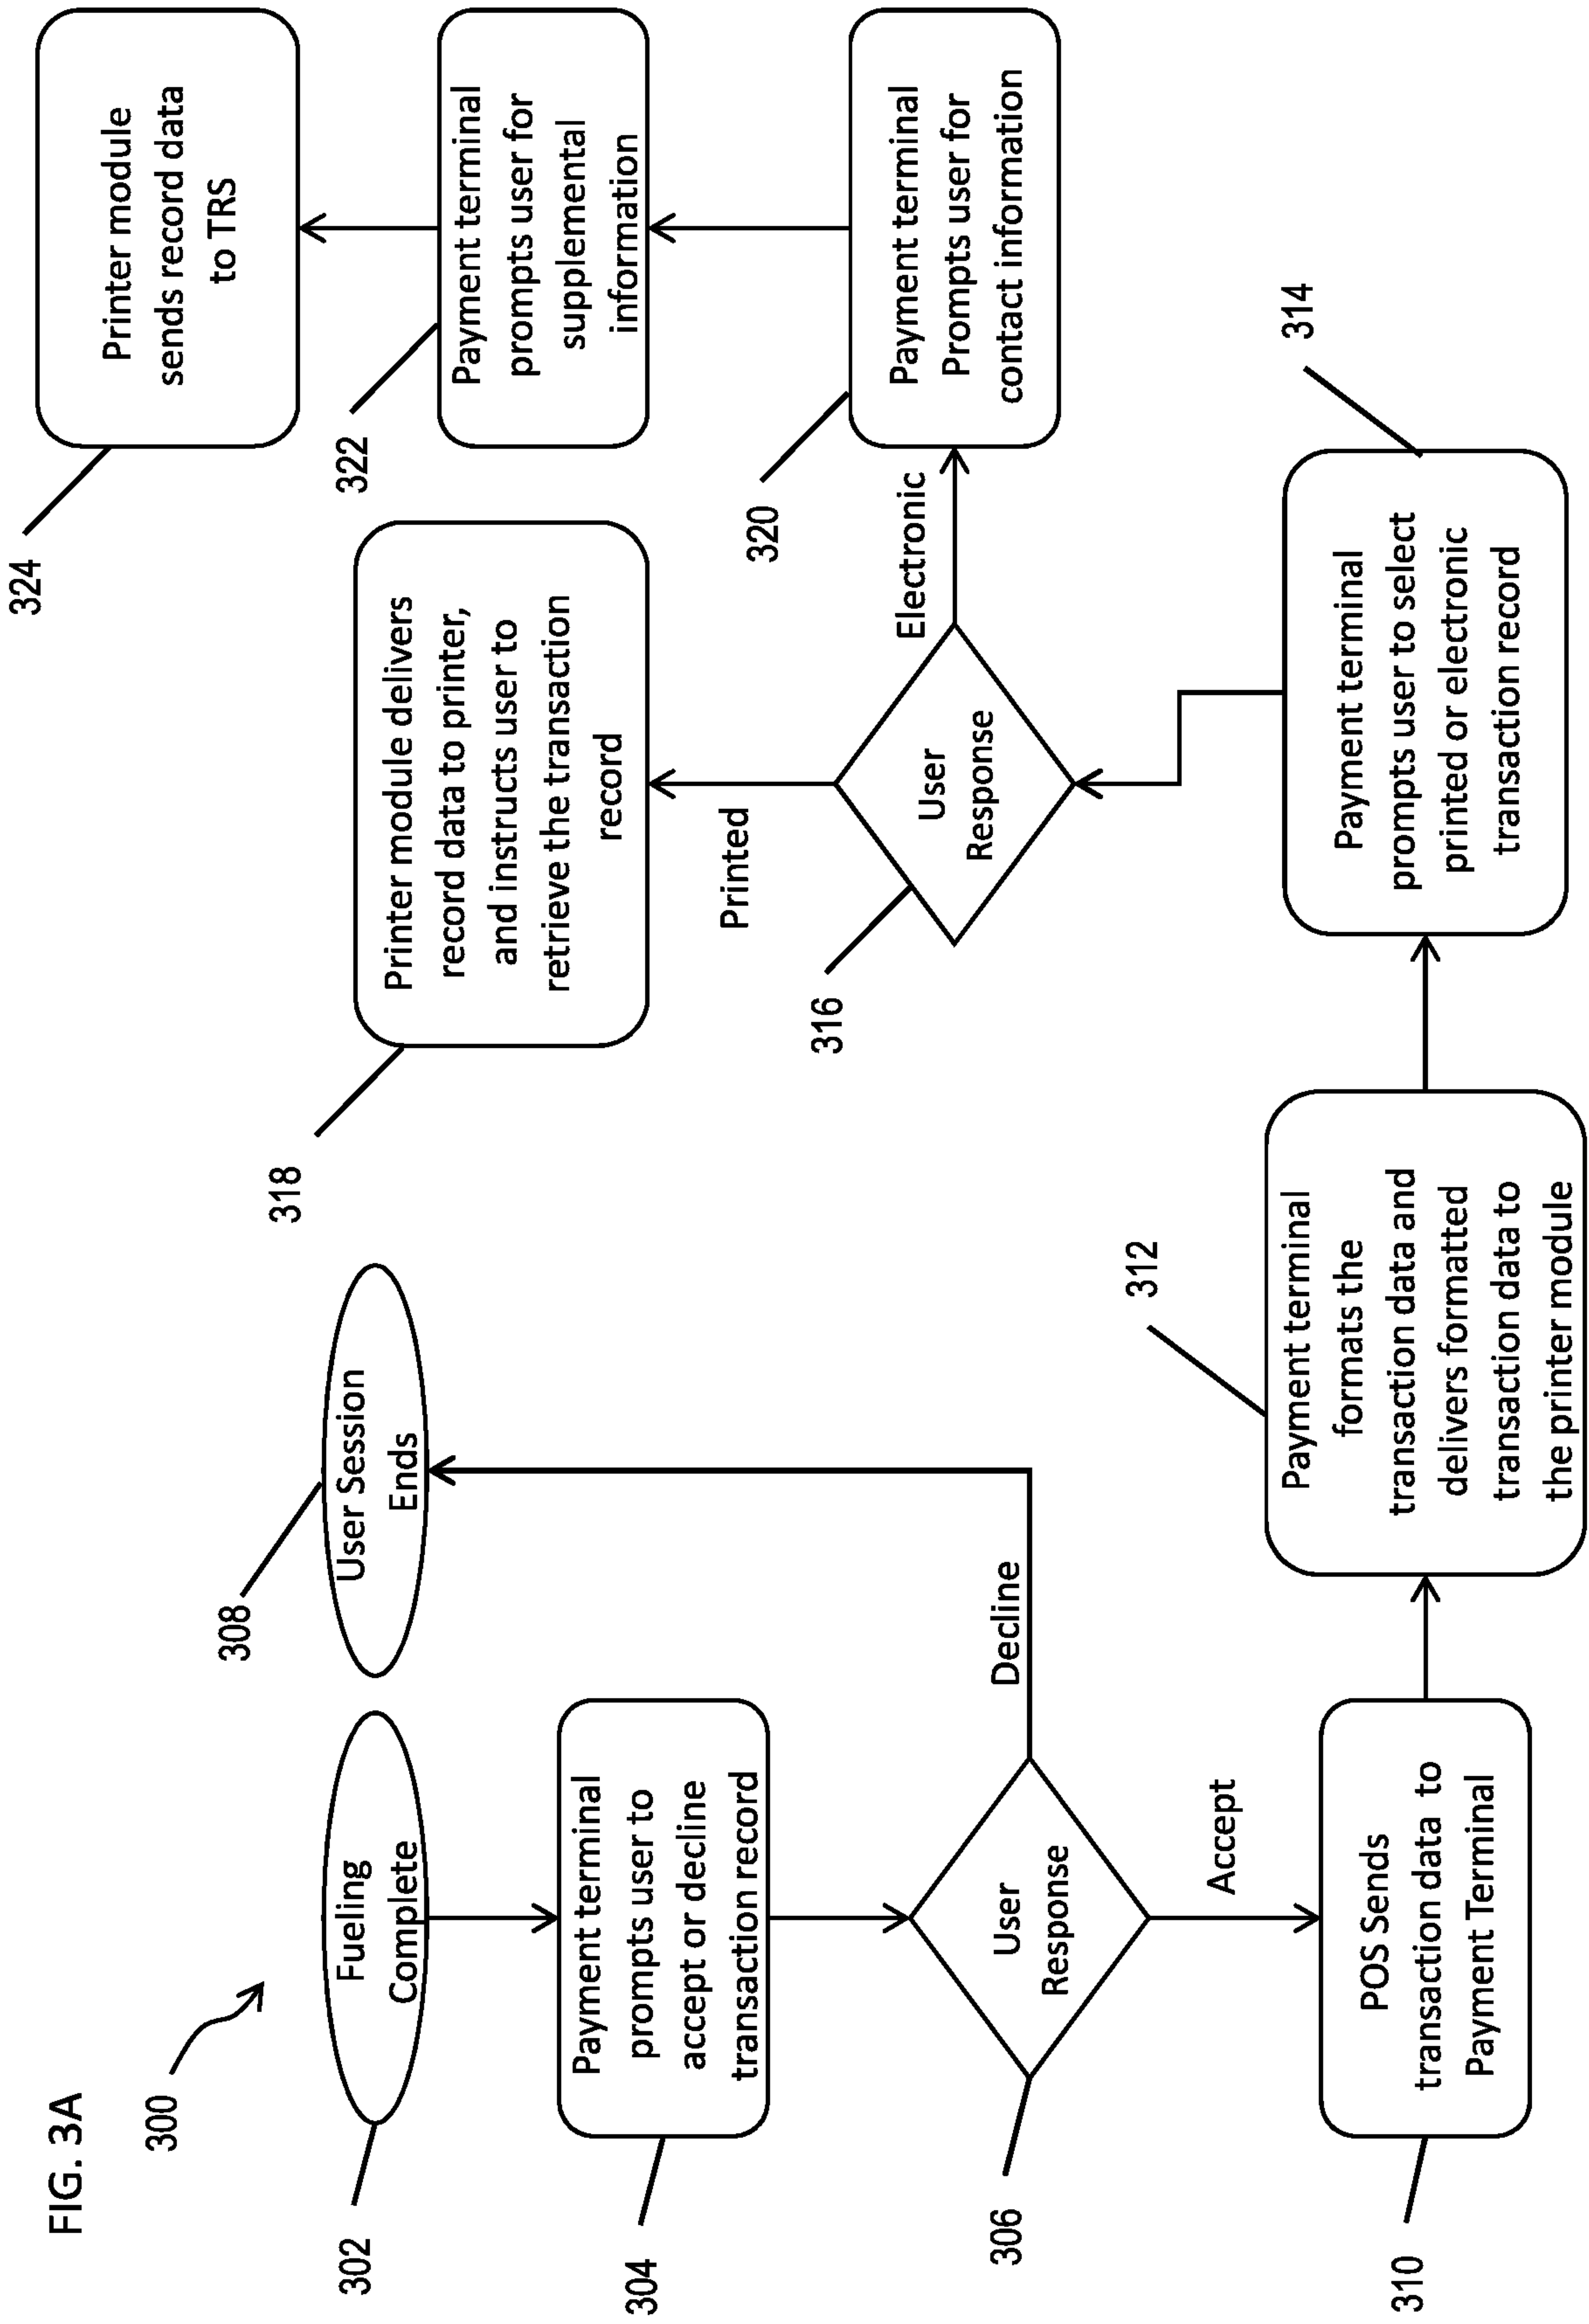 FIG. 3A
300
302
Fueling
Complete
304
Payment terminal
prompts user to
accept or decline
transaction record
306
User
Response
Decline
308
User Session
Ends
Accept
310
POS Sends
transaction data to
Payment Terminal
312
Payment terminal
formats the
transaction data and
delivers formatted
transaction data to
the printer module
314
Payment terminal
prompts user to select
printed or electronic
transaction record
316
User
Response
Printed
318
Printer module delivers
record data to printer,
and instructs user to
retrieve the transaction
record
Electronic
320
Payment terminal
Prompts user for
contact information
322
Payment terminal
prompts user for
supplemental
information
324
Printer module
sends record data
to TRS